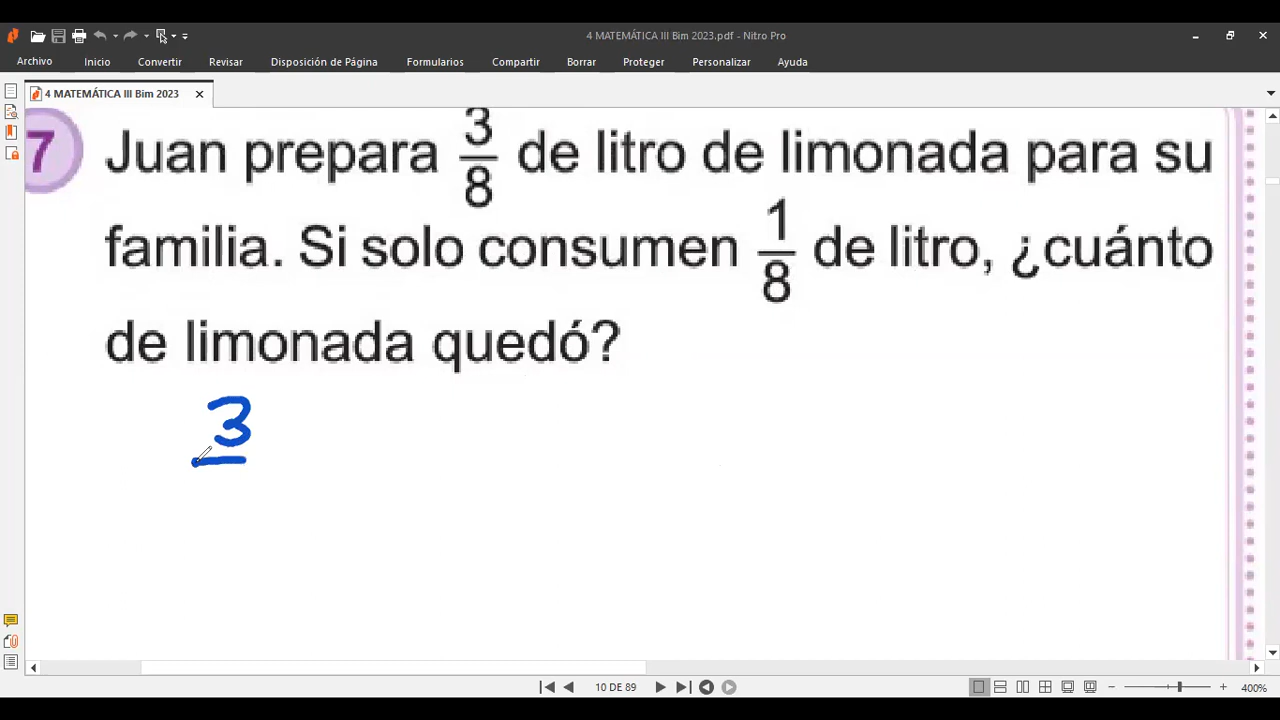 4 MATEMÁTICA III Bim 2023.pdf - Nitro Pro
Archivo Inicio Convertir Revisar Disposición de Página Formularios Compartir Borrar Proteger Personalizar Ayuda
4 MATEMÁTICA III Bim 2023
7 Juan prepara 3/8 de litro de limonada para su
familia. Si solo consumen 1/8 de litro, ¿cuánto
de limonada quedó?
3
10 DE 89
400%